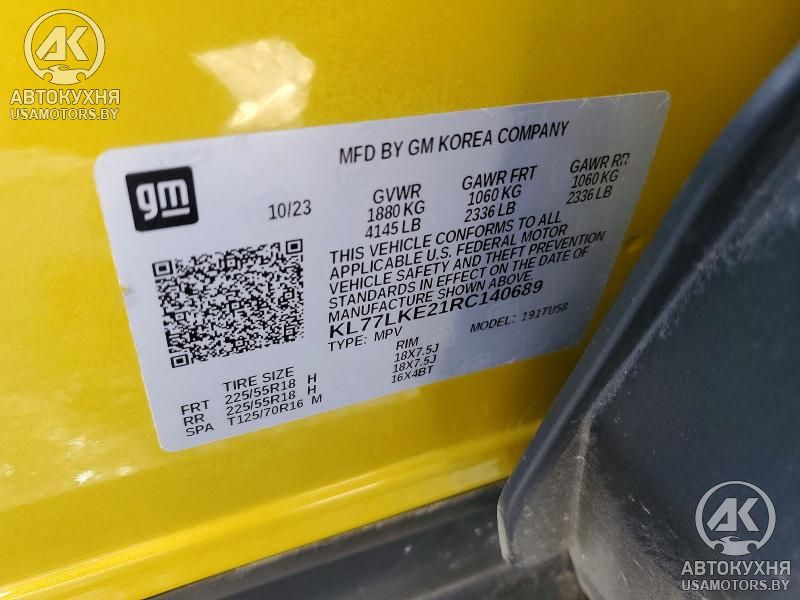 AK
АВТОКУХНЯ
USAMOTORS.BY
MFD BY GM KOREA COMPANY
gm
10/23
GVWR GAWR FRT GAWR RR
1880 KG 1060 KG 1060 KG
4145 LB 2336 LB 2336 LB
THIS VEHICLE CONFORMS TO ALL
APPLICABLE U.S. FEDERAL MOTOR
VEHICLE SAFETY AND THEFT PREVENTION
STANDARDS IN EFFECT ON THE DATE OF
MANUFACTURE SHOWN ABOVE.
KL77LKE21RC140689
TYPE: MPV MODEL: 191TU58
TIRE SIZE RIM
FRT 225/55R18 H 18X7.5J
RR 225/55R18 H 18X7.5J
SPA T125/70R16 M 16X4BT
AK
АВТОКУХНЯ
USAMOTORS.BY